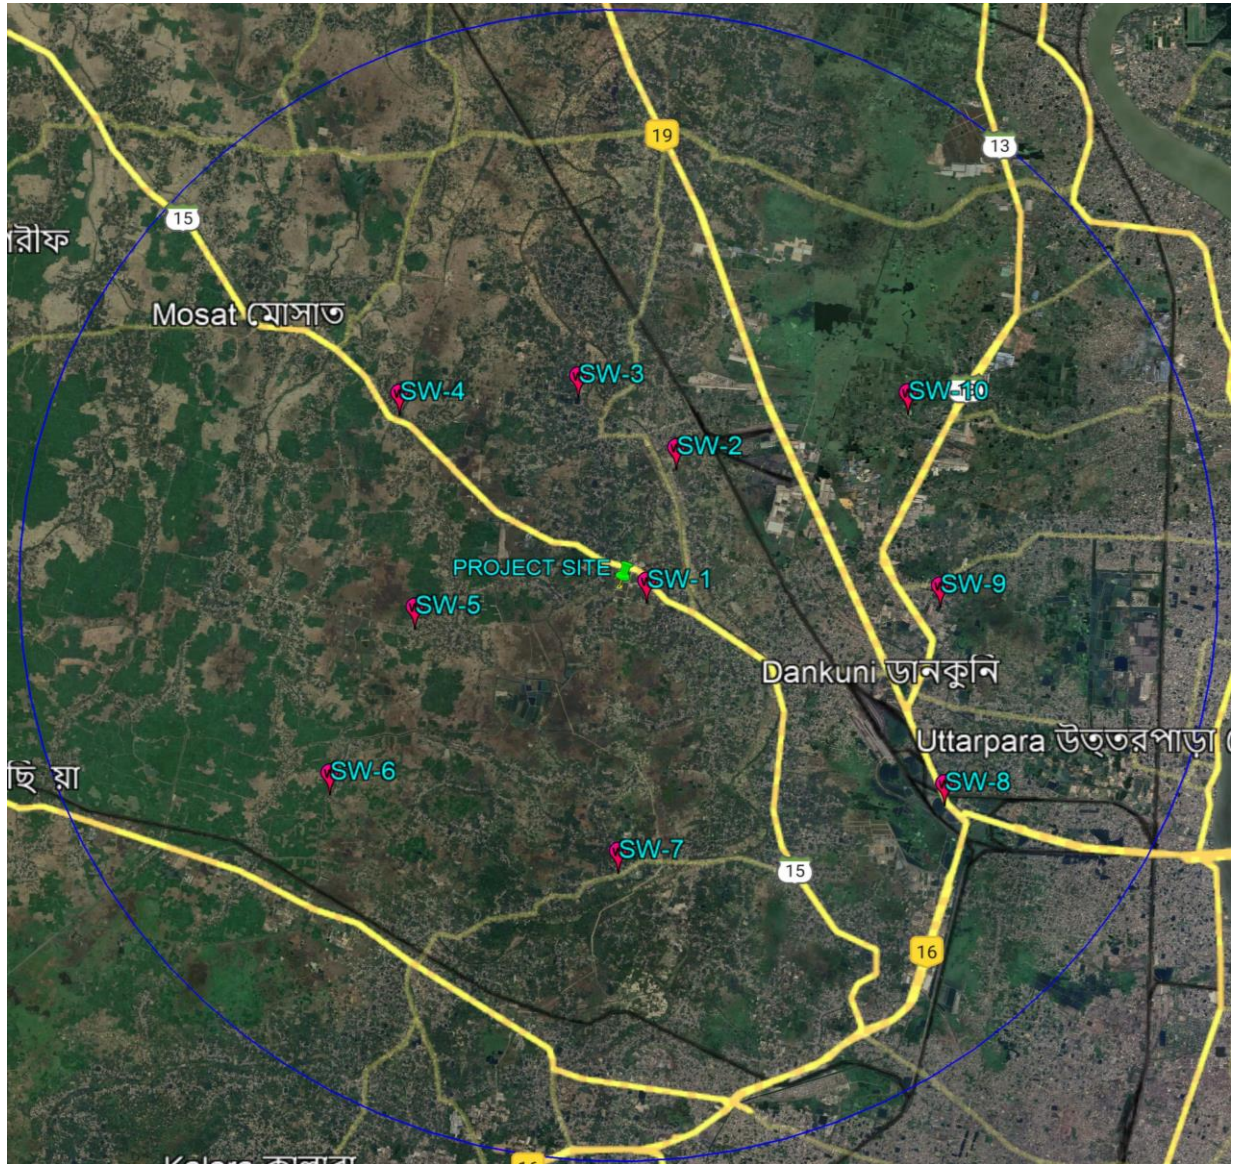 19
13
15
রীফ
Mosat মোসাত
SW-3
SW-4
SW-10
SW-2
PROJECT SITE
SW-1
SW-9
SW-5
Dankuni ডানকুনি
Uttarpara উত্তরপাড়া (
ছি য়া
SW-6
SW-8
SW-7
15
16